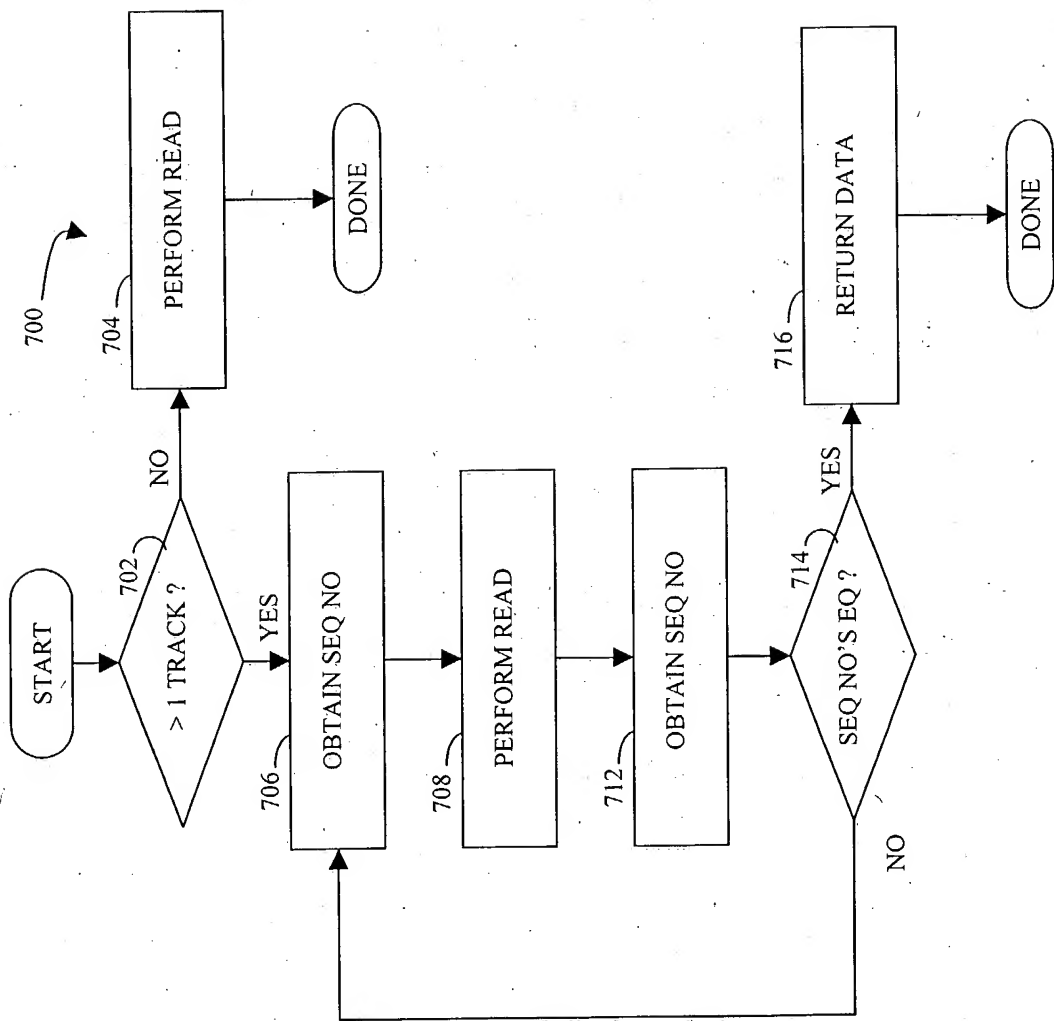 700
START
702
> 1 TRACK ?
NO
YES
704
PERFORM READ
DONE
706
OBTAIN SEQ NO
708
PERFORM READ
712
OBTAIN SEQ NO
714
SEQ NO'S EQ ?
YES
NO
716
RETURN DATA
DONE